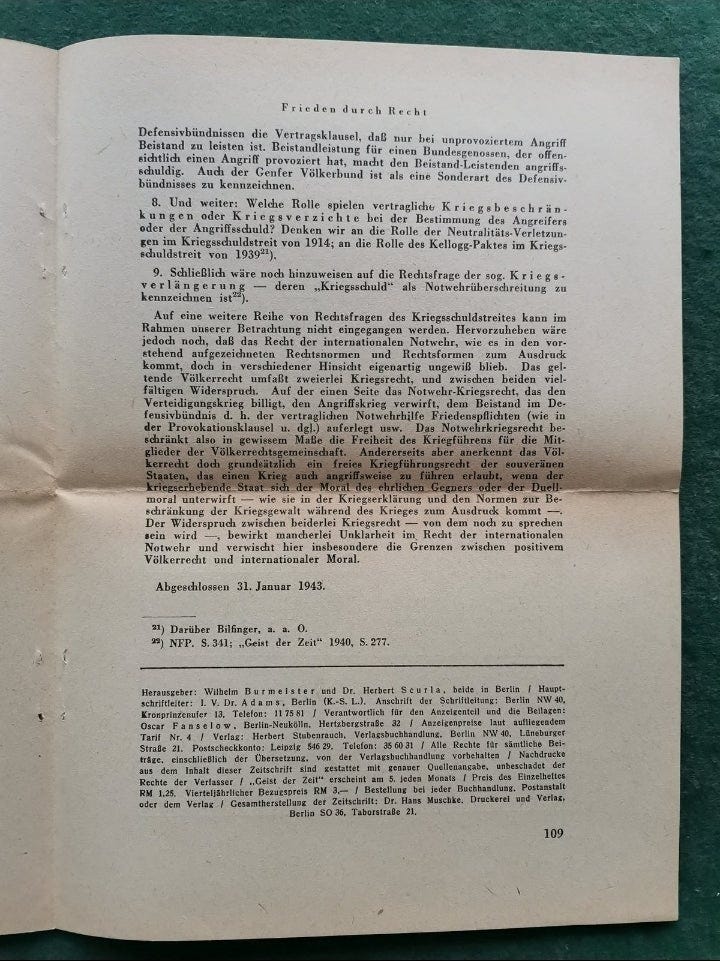 Frieden durch Recht
Defensivbündnissen die Vertragsklausel, daß nur bei unprovoziertem Angriff
Beistand zu leisten ist. Beistandleistung für einen Bundesgenossen, der offen-
sichtlich einen Angriff provoziert hat, macht den Beistand-Leistenden angriffs-
schuldig. Auch der Genfer Völkerbund ist als eine Sonderart des Defensiv-
bündnisses zu kennzeichnen.
8. Und weiter: Welche Rolle spielen vertragliche Kriegsbeschrän-
kungen oder Kriegsverzichte bei der Bestimmung des Angreifers
oder der Angriffsschuld? Denken wir an die Rolle der Neutralitäts-Verletzun-
gen im Kriegsschuldstreit von 1914; an die Rolle des Kellogg-Paktes im Kriegs-
schuldstreit von 1939²¹).
9. Schließlich wäre noch hinzuweisen auf die Rechtsfrage der sog. Kriegs-
verlängerung — deren „Kriegsschuld" als Notwehrüberschreitung zu
kennzeichnen ist²²).
Auf eine weitere Reihe von Rechtsfragen des Kriegsschuldstreites kann im
Rahmen unserer Betrachtung nicht eingegangen werden. Hervorzuheben wäre
jedoch noch, daß das Recht der internationalen Notwehr, wie es in den vor-
stehend aufgezeichneten Rechtsnormen und Rechtsformen zum Ausdruck
kommt, doch in verschiedener Hinsicht eigenartig ungewiß blieb. Das gel-
tende Völkerrecht umfaßt zweierlei Kriegsrecht, und zwischen beiden viel-
fältigen Widerspruch. Auf der einen Seite das Notwehr-Kriegsrecht, das den
Verteidigungskrieg billigt, den Angriffskrieg verwirft, dem Beistand im De-
fensivbündnis d. h. der vertraglichen Notwehrhilfe Friedenspflichten (wie in
der Provokationsklausel u. dgl.) auferlegt usw. Das Notwehrkriegsrecht be-
schränkt also in gewissem Maße die Freiheit des Kriegführens für die Mit-
glieder der Völkerrechtsgemeinschaft. Andererseits aber anerkennt das Völ-
kerrecht doch grundsätzlich ein freies Kriegführungsrecht der souveränen
Staaten, das einen Krieg auch angriffsweise zu führen erlaubt, wenn der
kriegserhebende Staat sich der Moral des ehrlichen Gegners oder der Duell-
moral unterwirft — wie sie in der Kriegserklärung und den Normen zur Be-
schränkung der Kriegsgewalt während des Krieges zum Ausdruck kommt —.
Der Widerspruch zwischen beiderlei Kriegsrecht — von dem noch zu sprechen
sein wird —, bewirkt mancherlei Unklarheit im Recht der internationalen
Notwehr und verwischt hier insbesondere die Grenzen zwischen positivem
Völkerrecht und internationaler Moral.
Abgeschlossen 31. Januar 1943.
²¹) Darüber Bilfinger, a. a. O.
²²) NFP. S. 341; „Geist der Zeit" 1940, S. 277.
Herausgeber: Wilhelm Burmeister und Dr. Herbert Scurla, beide in Berlin / Haupt-
schriftleiter: I. V. Dr. Adams, Berlin (K.-S. L.). Anschrift der Schriftleitung: Berlin NW 40,
Kronprinzenufer 13, Telefon: 11 75 81 / Verantwortlich für den Anzeigenteil und die Beilagen:
Oscar Fanselow, Berlin-Neukölln, Hertzbergstraße 32 / Anzeigenpreise laut aufliegendem
Tarif Nr. 4 / Verlag: Herbert Stubenrauch, Verlagsbuchhandlung, Berlin NW 40, Lüneburger
Straße 21. Postscheckkonto: Leipzig 546 29. Telefon: 35 60 31 / Alle Rechte für sämtliche Bei-
träge, einschließlich der Übersetzung, von der Verlagsbuchhandlung vorbehalten / Nachdrucke
aus dem Inhalt dieser Zeitschrift sind gestattet mit genauer Quellenangabe, unbeschadet der
Rechte der Verfasser / „Geist der Zeit" erscheint am 5. jeden Monats / Preis des Einzelheftes
RM 1,25. Vierteljährlicher Bezugspreis RM 3,— / Bestellung bei jeder Buchhandlung, Postanstalt
oder dem Verlag / Gesamtherstellung der Zeitschrift: Dr. Hans Muschke, Druckerei und Verlag,
Berlin SO 36, Taborstraße 21.
109